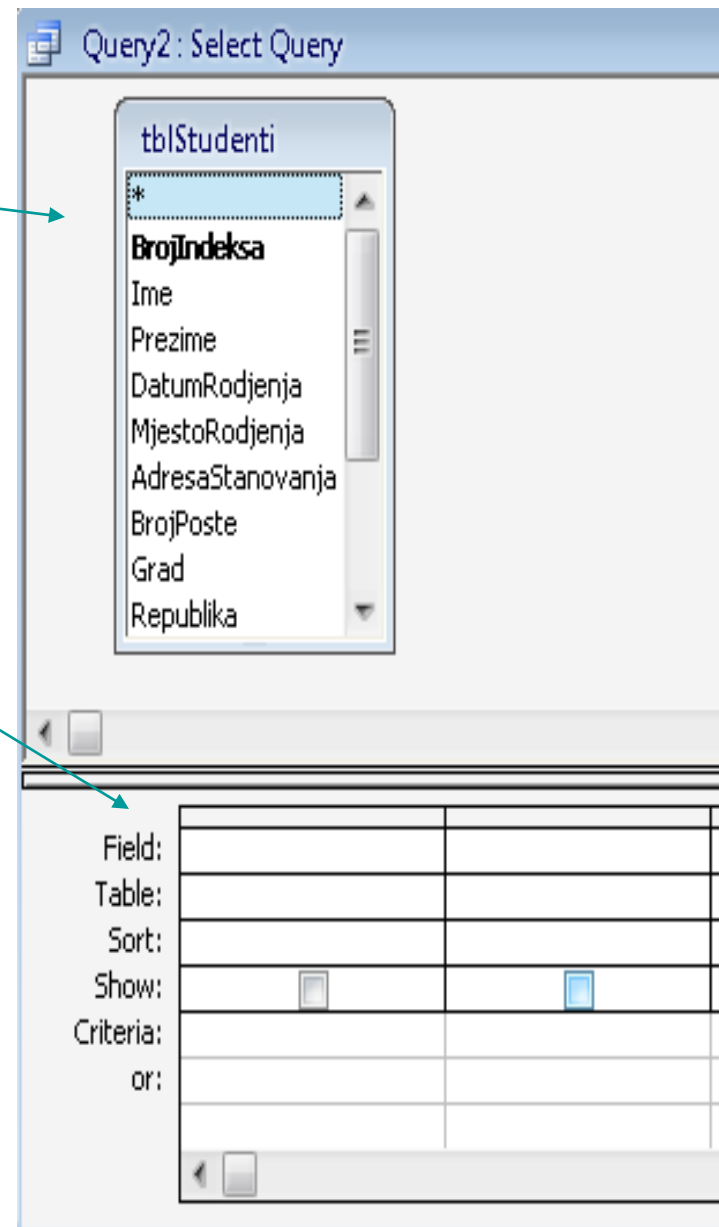 Query2 : Select Query
tblStudenti
*
BrojIndeksa
Ime
Prezime
DatumRodjenja
MjestoRodjenja
AdresaStanovanja
BrojPoste
Grad
Republika
Field:
Table:
Sort:
Show:
Criteria:
or: